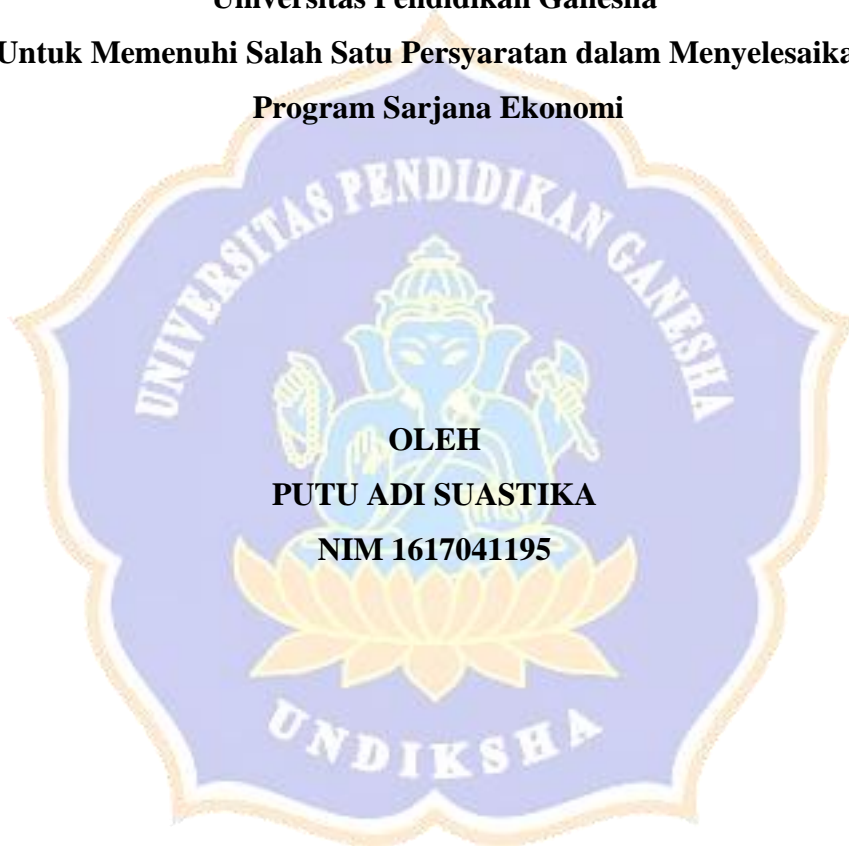 Universitas Pendidikan Ganesha
Untuk Memenuhi Salah Satu Persyaratan dalam Menyelesaika
Program Sarjana Ekonomi
UNIVERSITAS PENDIDIKAN GANESHA
OLEH
PUTU ADI SUASTIKA
NIM 1617041195
UNDIKSHA